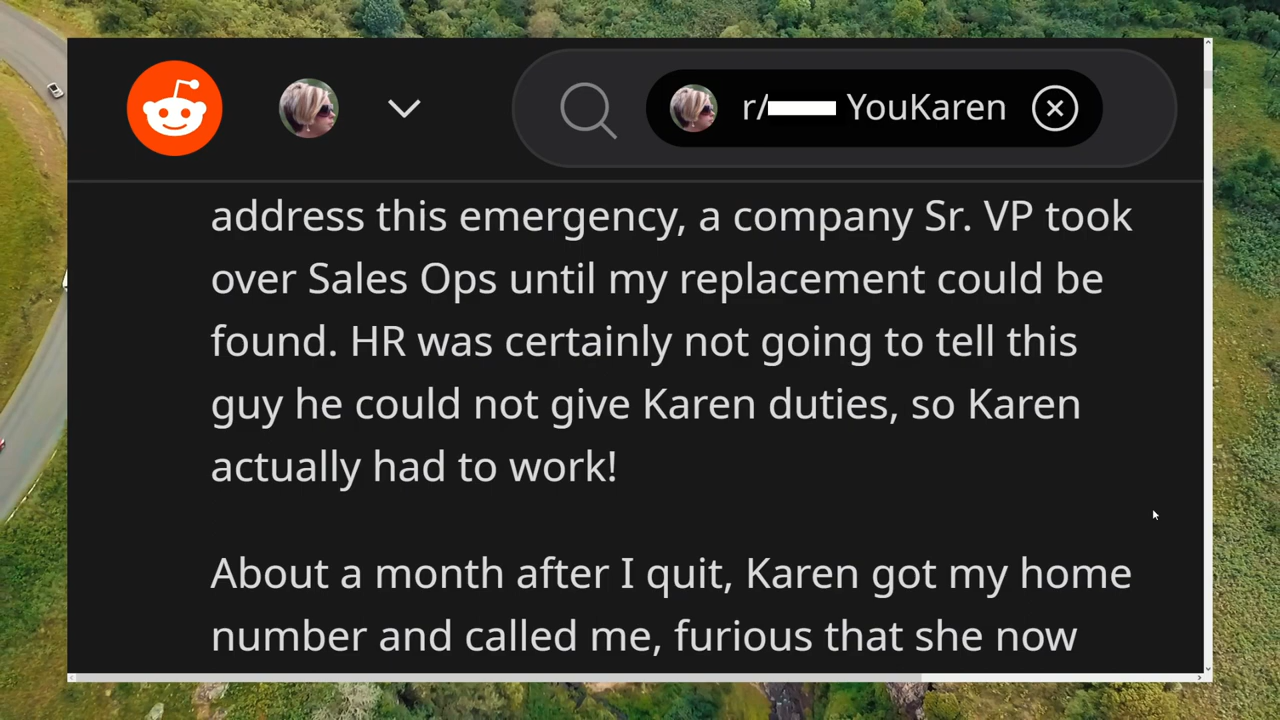 r/ YouKaren
address this emergency, a company Sr. VP took
over Sales Ops until my replacement could be
found. HR was certainly not going to tell this
guy he could not give Karen duties, so Karen
actually had to work!
About a month after I quit, Karen got my home
number and called me, furious that she now